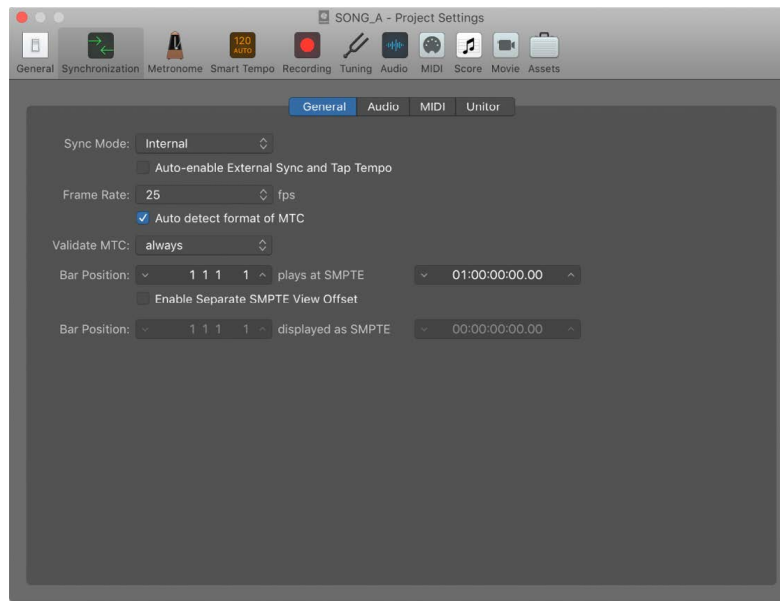 SONG_A - Project Settings
120
AUTO
General Synchronization Metronome Smart Tempo Recording Tuning Audio MIDI Score Movie Assets
General Audio MIDI Unitor
Sync Mode: Internal
Auto-enable External Sync and Tap Tempo
Frame Rate: 25 fps
Auto detect format of MTC
Validate MTC: always
Bar Position: 1 1 1 1 plays at SMPTE 01:00:00:00.00
Enable Separate SMPTE View Offset
Bar Position: 1 1 1 1 displayed as SMPTE 00:00:00:00.00